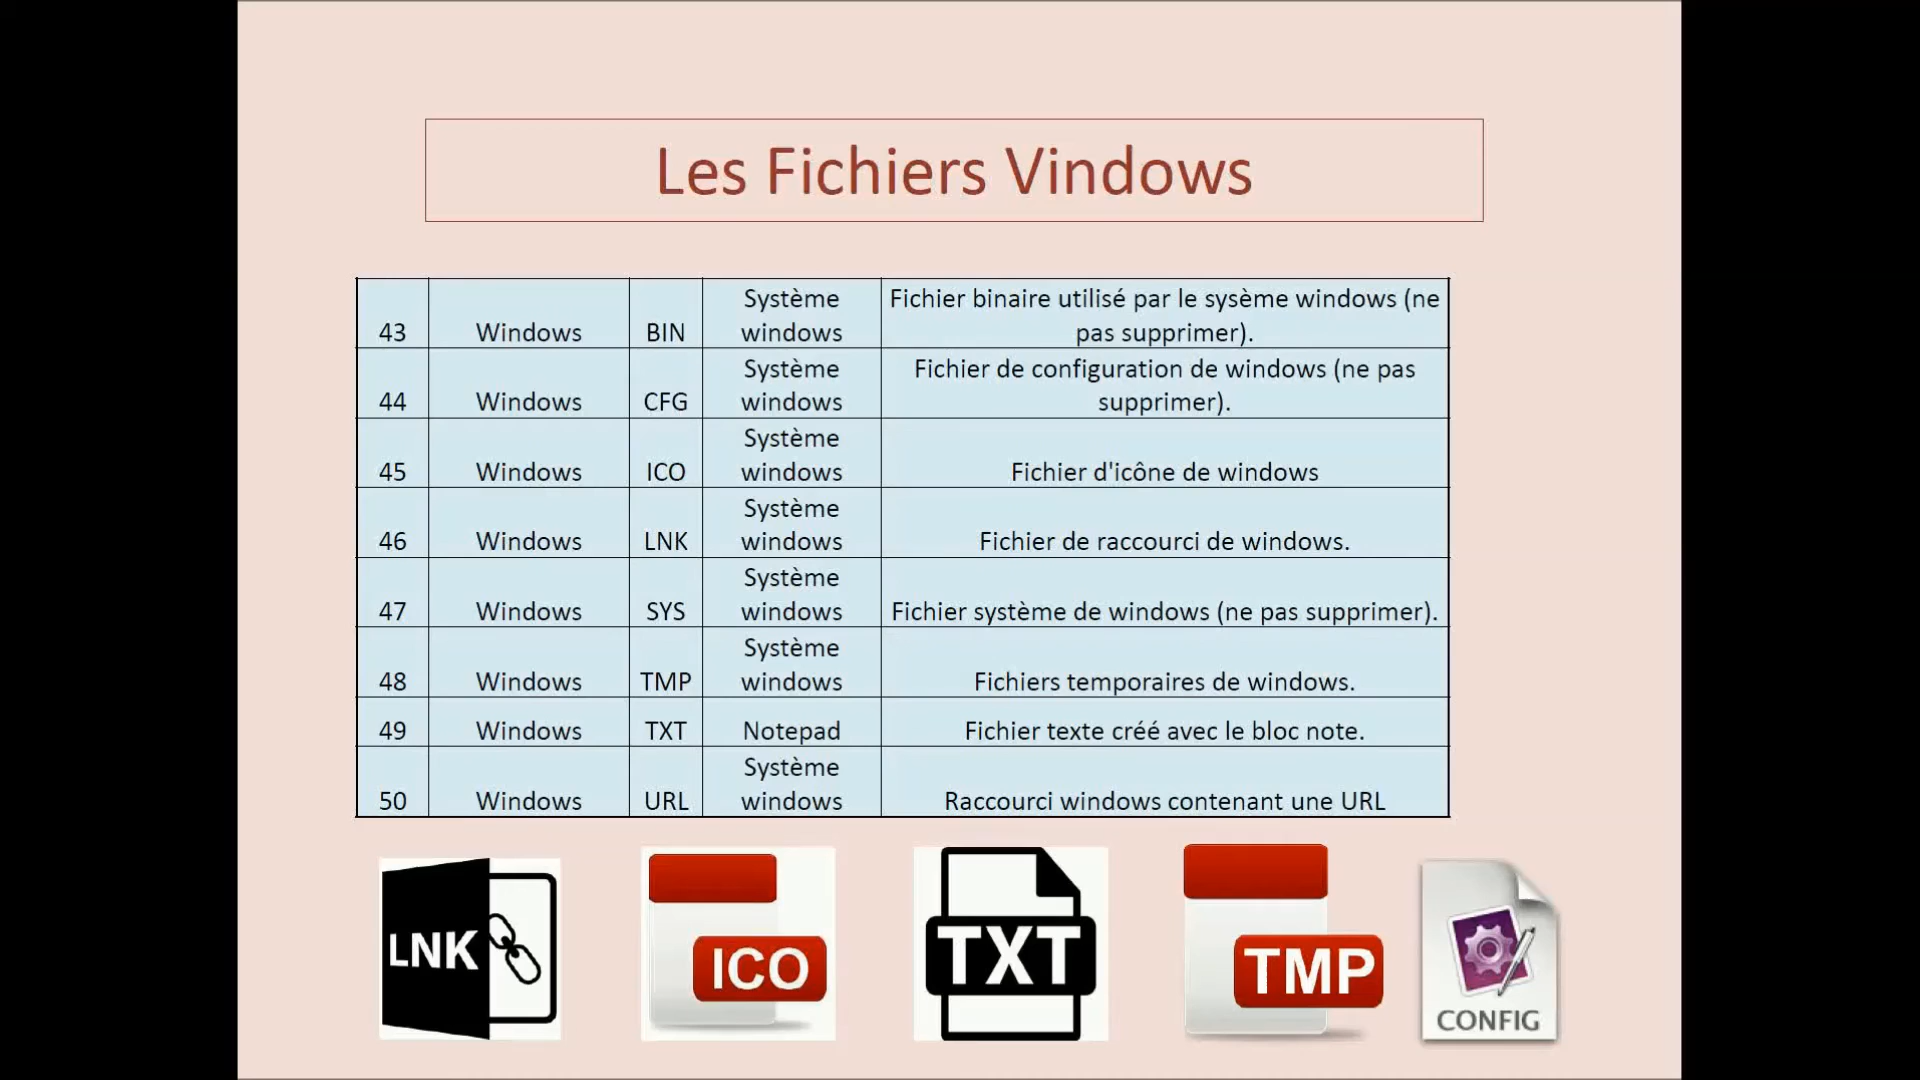 Les Fichiers Vindows
Système
Fichier binaire utilisé par le sysème windows (ne
43 Windows BIN windows pas supprimer).
Système
Fichier de configuration de windows (ne pas
44 Windows CFG windows supprimer).
Système
45 Windows ICO windows Fichier d'icône de windows
Système
46 Windows LNK windows Fichier de raccourci de windows.
Système
47 Windows SYS windows Fichier système de windows (ne pas supprimer).
Système
48 Windows TMP windows Fichiers temporaires de windows.
49 Windows TXT Notepad Fichier texte créé avec le bloc note.
Système
50 Windows URL windows Raccourci windows contenant une URL
LNK
ICO
TXT
TMP
CONFIG